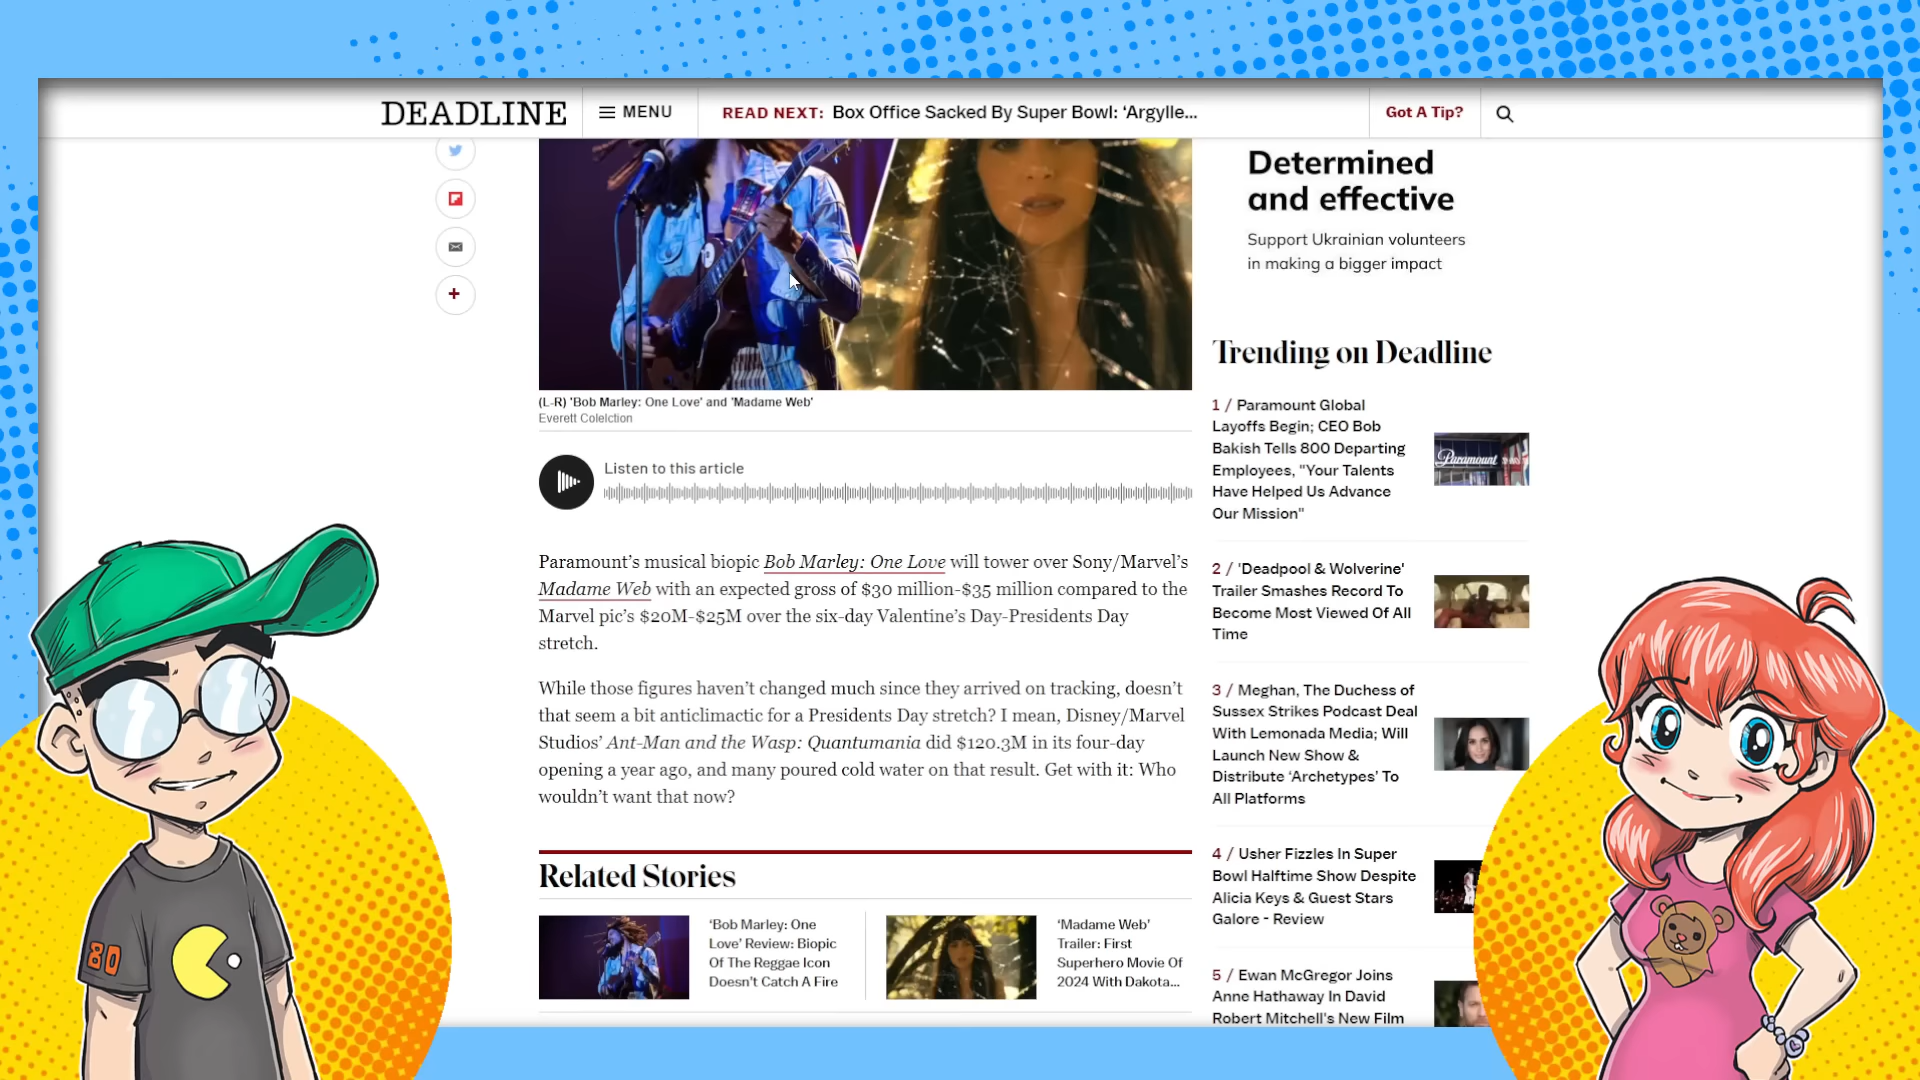 DEADLINE
MENU
READ NEXT: Box Office Sacked By Super Bowl: ‘Argylle...
Got A Tip?
Determined
and effective
Support Ukrainian volunteers
in making a bigger impact
(L-R) 'Bob Marley: One Love' and 'Madame Web'
Everett Colelction
Listen to this article
Paramount’s musical biopic Bob Marley: One Love will tower over Sony/Marvel’s
Madame Web with an expected gross of $30 million-$35 million compared to the
Marvel pic’s $20M-$25M over the six-day Valentine’s Day-Presidents Day
stretch.
While those figures haven’t changed much since they arrived on tracking, doesn’t
that seem a bit anticlimactic for a Presidents Day stretch? I mean, Disney/Marvel
Studios’ Ant-Man and the Wasp: Quantumania did $120.3M in its four-day
opening a year ago, and many poured cold water on that result. Get with it: Who
wouldn’t want that now?
Related Stories
‘Bob Marley: One
Love’ Review: Biopic
Of The Reggae Icon
Doesn't Catch A Fire
‘Madame Web’
Trailer: First
Superhero Movie Of
2024 With Dakota...
Trending on Deadline
1 / Paramount Global
Layoffs Begin; CEO Bob
Bakish Tells 800 Departing
Employees, "Your Talents
Have Helped Us Advance
Our Mission"
Paramount
2 / 'Deadpool & Wolverine'
Trailer Smashes Record To
Become Most Viewed Of All
Time
3 / Meghan, The Duchess of
Sussex Strikes Podcast Deal
With Lemonada Media; Will
Launch New Show &
Distribute ‘Archetypes’ To
All Platforms
4 / Usher Fizzles In Super
Bowl Halftime Show Despite
Alicia Keys & Guest Stars
Galore - Review
5 / Ewan McGregor Joins
Anne Hathaway In David
Robert Mitchell's New Film
80